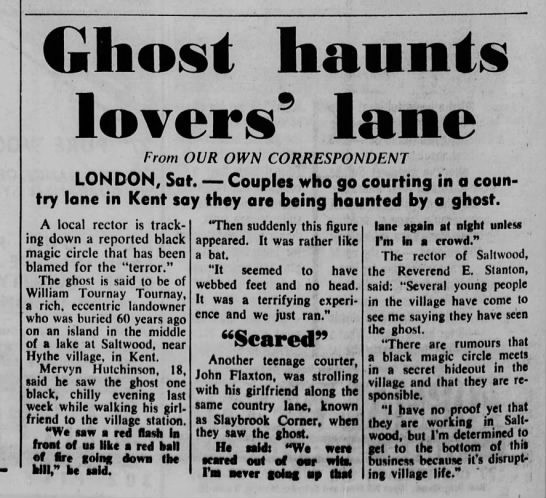 Ghost haunts
lovers' lane
From OUR OWN CORRESPONDENT
LONDON, Sat. — Couples who go courting in a coun-
try lane in Kent say they are being haunted by a ghost.
A local rector is track-
ing down a reported black
magic circle that has been
blamed for the "terror."
The ghost is said to be of
William Tournay Tournay,
a rich, eccentric landowner
who was buried 60 years ago
on an island in the middle
of a lake at Saltwood, near
Hythe village, in Kent.
Mervyn Hutchinson, 18,
said he saw the ghost one
black, chilly evening last
week while walking his girl-
friend to the village station.
"We saw a red flash in
front of us like a red ball
of fire going down the
hill," he said.
"Then suddenly this figure
appeared. It was rather like
a bat.
"It seemed to have
webbed feet and no head.
It was a terrifying experi-
ence and we just ran."
"Scared"
Another teenage courter,
John Flaxton, was strolling
with his girlfriend along the
same country lane, known
as Slaybrook Corner, when
they saw the ghost.
He said: "We were
scared out of our wits.
I'm never going up that
lane again at night unless
I'm in a crowd."
The rector of Saltwood,
the Reverend E. Stanton,
said: "Several young people
in the village have come to
see me saying they have seen
the ghost.
"There are rumours that
a black magic circle meets
in a secret hideout in the
village and that they are re-
sponsible.
"I have no proof yet that
they are working in Salt-
wood, but I'm determined to
get to the bottom of this
business because it's disrupt-
ing village life."